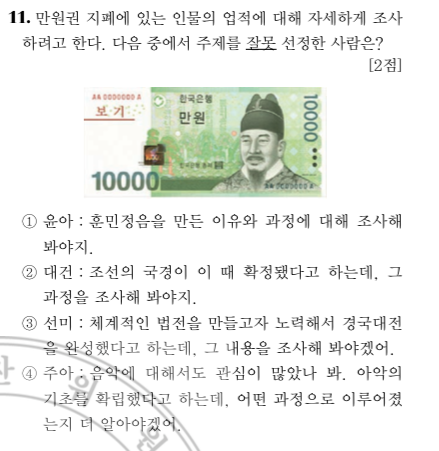 11. 만원권 지폐에 있는 인물의 업적에 대해 자세하게 조사
하려고 한다. 다음 중에서 주제를 잘못 선정한 사람은?
[2점]
AA 0000000 A
보 기
한국은행
만원
10000
10000
① 윤아 : 훈민정음을 만든 이유와 과정에 대해 조사해
봐야지.
② 대건 : 조선의 국경이 이 때 확정됐다고 하는데, 그
과정을 조사해 봐야지.
③ 선미 : 체계적인 법전을 만들고자 노력해서 경국대전
을 완성했다고 하는데, 그 내용을 조사해 봐야겠어.
④ 주아 : 음악에 대해서도 관심이 많았나 봐. 아악의
기초를 확립했다고 하는데, 어떤 과정으로 이루어졌
는지 더 알아야겠어.